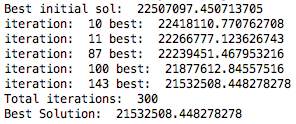 Best initial sol:  22507097.450713705
iteration:  10 best:  22418110.770762708
iteration:  11 best:  22266777.123626743
iteration:  87 best:  22239451.467953216
iteration:  100 best:  21877612.84557516
iteration:  143 best:  21532508.448278278
Total iterations:  300
Best Solution:  21532508.448278278